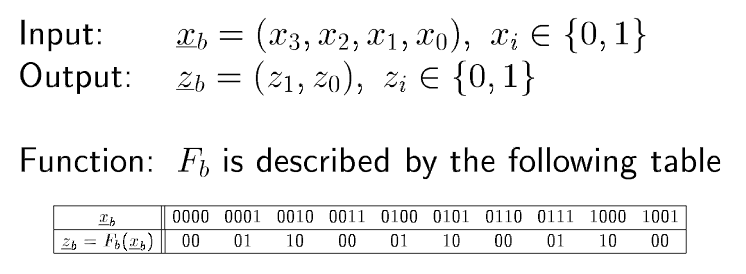 Input: x_b = (x_3, x_2, x_1, x_0), x_i ∈ {0, 1}
Output: z_b = (z_1, z_0), z_i ∈ {0, 1}
Function: F_b is described by the following table
x_b 0000 0001 0010 0011 0100 0101 0110 0111 1000 1001
z_b = F_b(x_b) 00 01 10 00 01 10 00 01 10 00